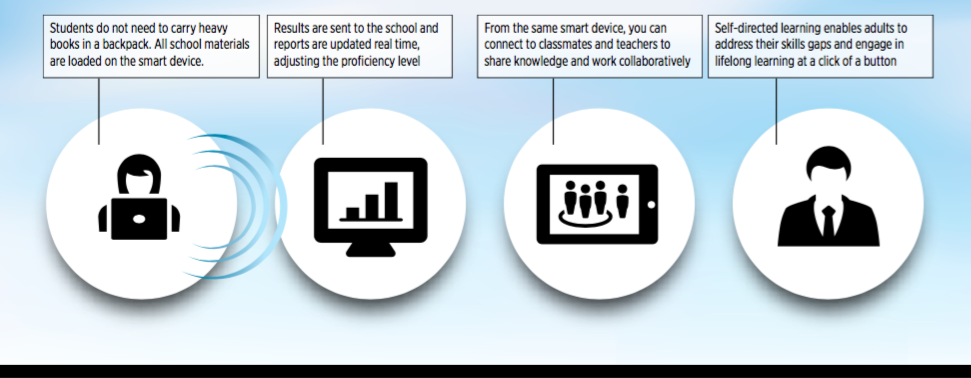 Students do not need to carry heavy
books in a backpack. All school materials
are loaded on the smart device.
Results are sent to the school and
reports are updated real time,
adjusting the proficiency level
From the same smart device, you can
connect to classmates and teachers to
share knowledge and work collaboratively
Self-directed learning enables adults to
address their skills gaps and engage in
lifelong learning at a click of a button